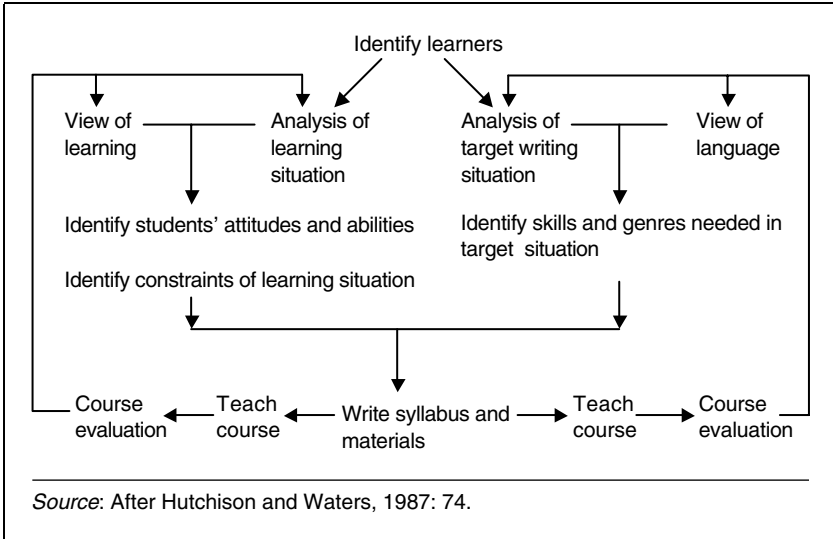 Identify learners
View of
learning
Analysis of
learning
situation
Analysis of
target writing
situation
View of
language
Identify students’ attitudes and abilities
Identify constraints of learning situation
Identify skills and genres needed in
target situation
Course
evaluation
Teach
course
Write syllabus and
materials
Teach
course
Course
evaluation
Source: After Hutchison and Waters, 1987: 74.